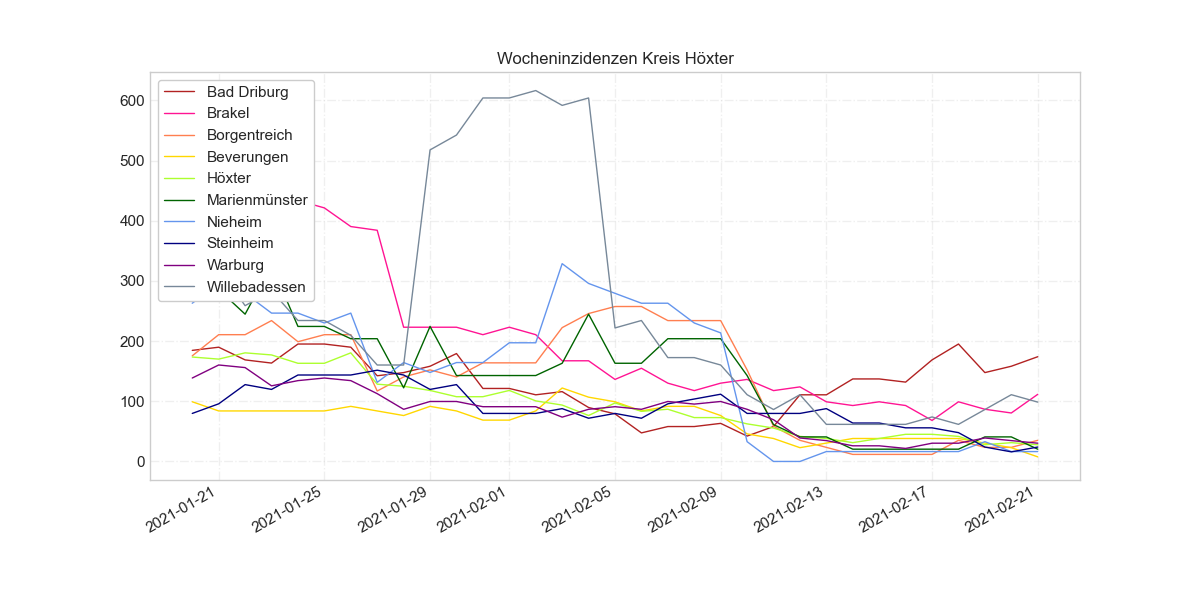 Wocheninzidenzen Kreis Höxter
600
500
400
300
200
100
0
Bad Driburg
Brakel
Borgentreich
Beverungen
Höxter
Marienmünster
Nieheim
Steinheim
Warburg
Willebadessen
2021-01-21
2021-01-25
2021-01-29
2021-02-01
2021-02-05
2021-02-09
2021-02-13
2021-02-17
2021-02-21